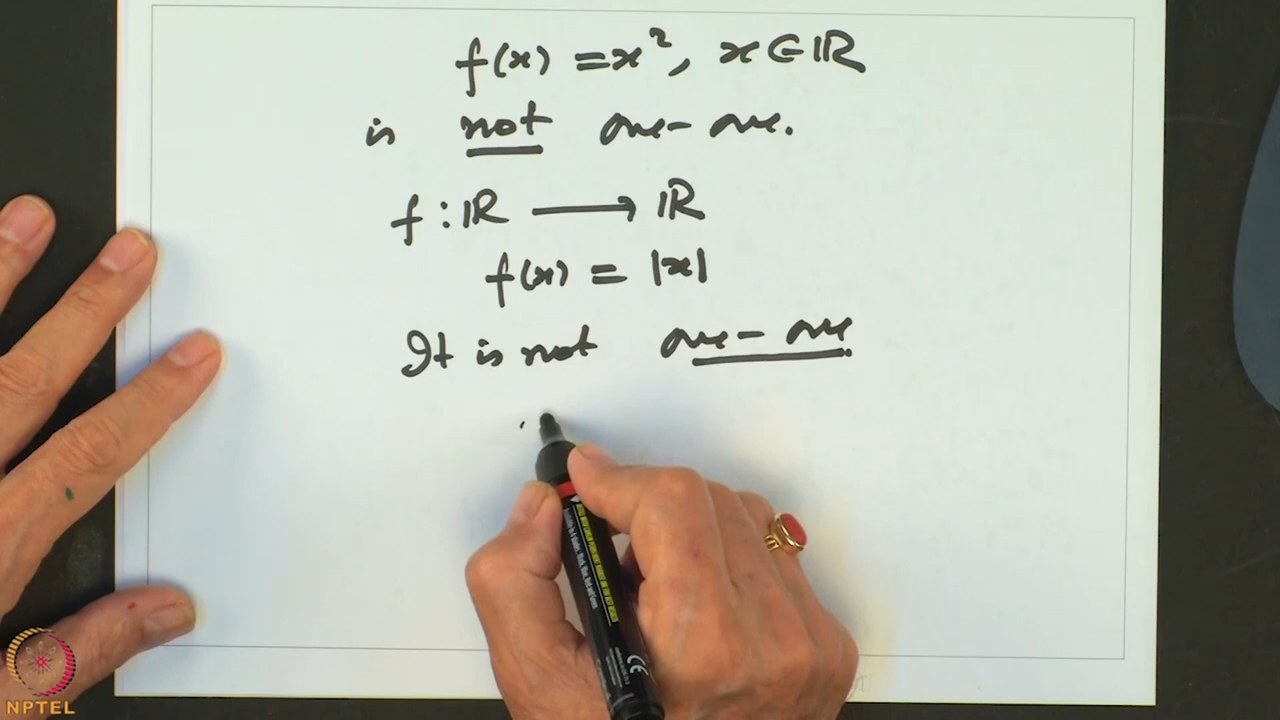 f(x) = x², x ∈ ℝ
is not one-one.
f : ℝ ⟶ ℝ
f(x) = |x|
It is not one-one.
NPTEL